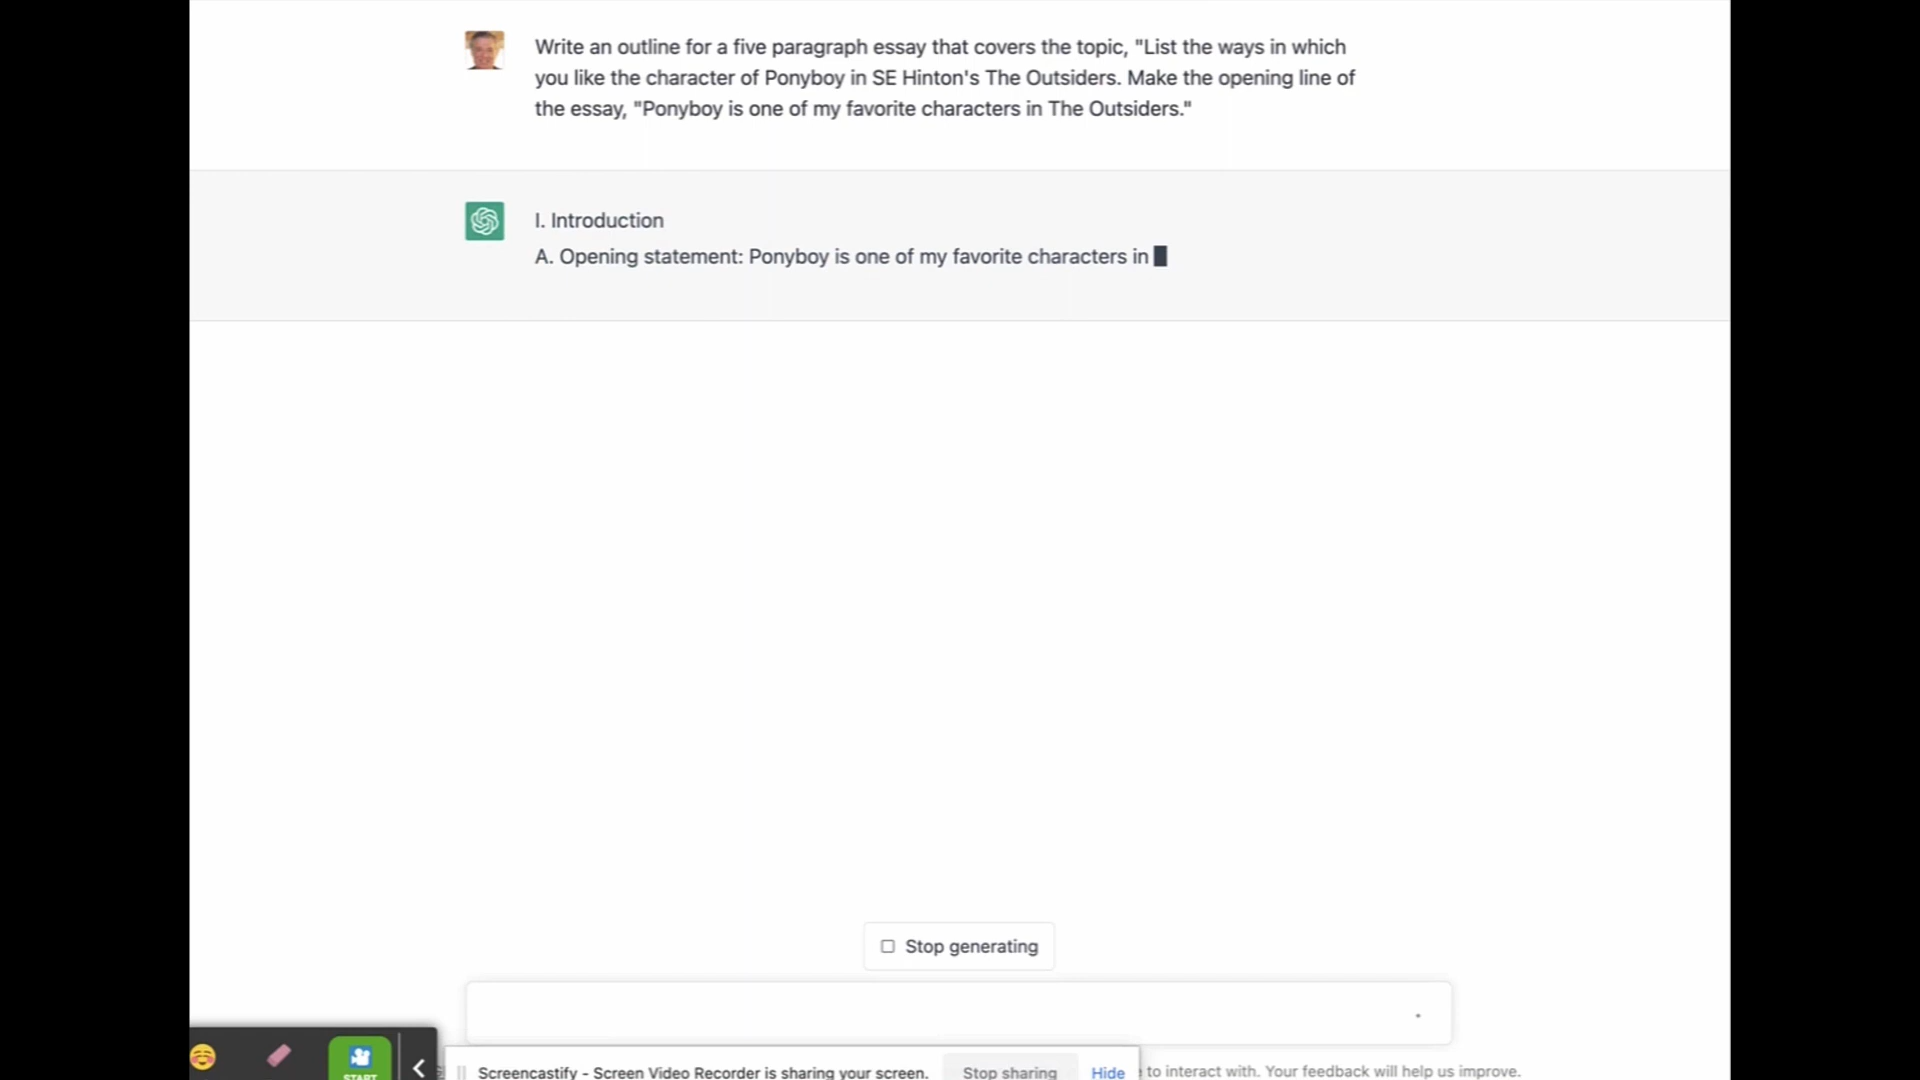 Write an outline for a five paragraph essay that covers the topic, "List the ways in which
you like the character of Ponyboy in SE Hinton's The Outsiders. Make the opening line of
the essay, "Ponyboy is one of my favorite characters in The Outsiders."
I. Introduction
A. Opening statement: Ponyboy is one of my favorite characters in
Stop generating
START
Screencastify - Screen Video Recorder is sharing your screen.
Stop sharing
Hide
to interact with. Your feedback will help us improve.